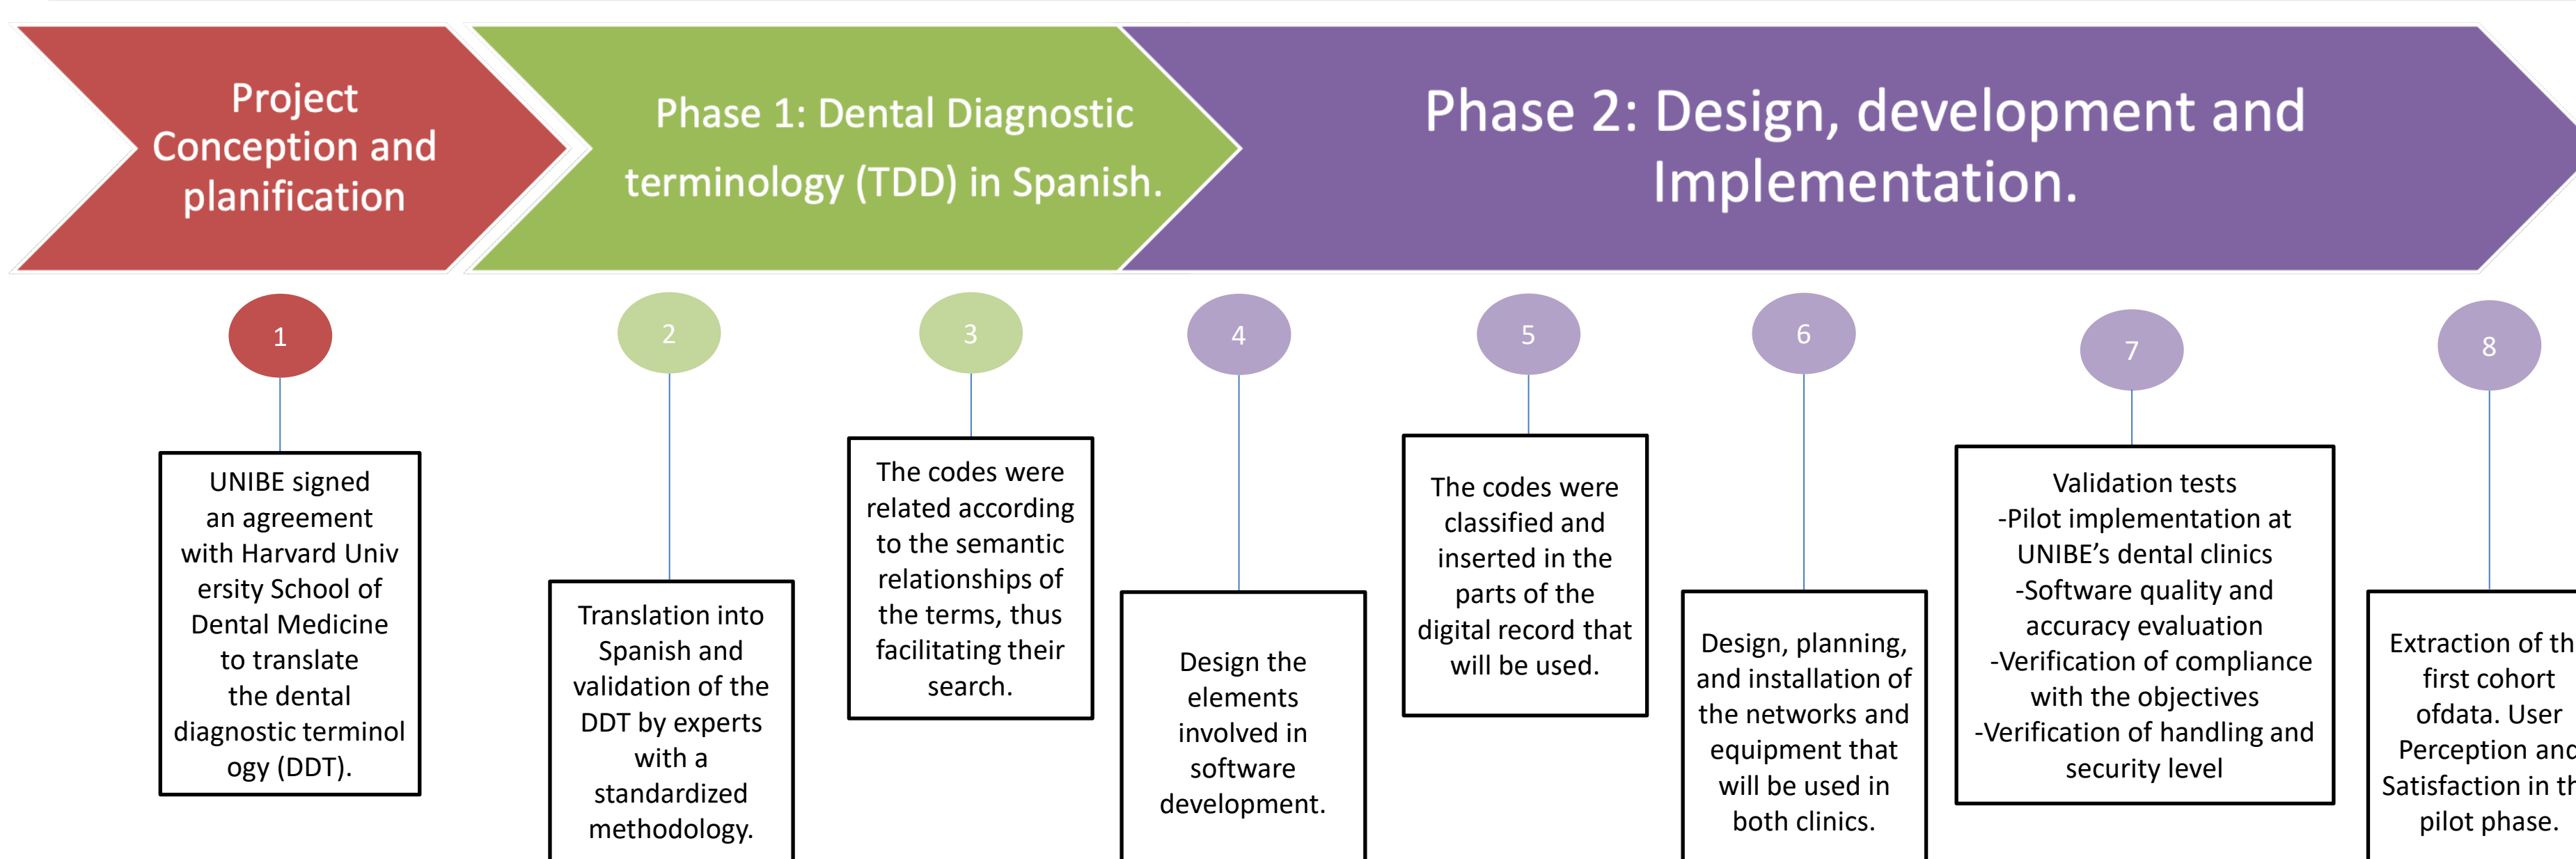 Project
Conception and
planification
Phase 1: Dental Diagnostic
terminology (TDD) in Spanish.
Phase 2: Design, development and
Implementation.
1
2
3
4
5
6
7
8
UNIBE signed
an agreement
with Harvard Univ
ersity School of
Dental Medicine
to translate
the dental
diagnostic terminol
ogy (DDT).
Translation into
Spanish and
validation of the
DDT by experts
with a
standardized
methodology.
The codes were
related according
to the semantic
relationships of
the terms, thus
facilitating their
search.
Design the
elements
involved in
software
development.
The codes were
classified and
inserted in the
parts of the
digital record that
will be used.
Design, planning,
and installation of
the networks and
equipment that
will be used in
both clinics.
Validation tests
-Pilot implementation at
UNIBE’s dental clinics
-Software quality and
accuracy evaluation
-Verification of compliance
with the objectives
-Verification of handling and
security level
Extraction of
first cohort
ofdata. User
Perception
Satisfaction in
pilot phase.